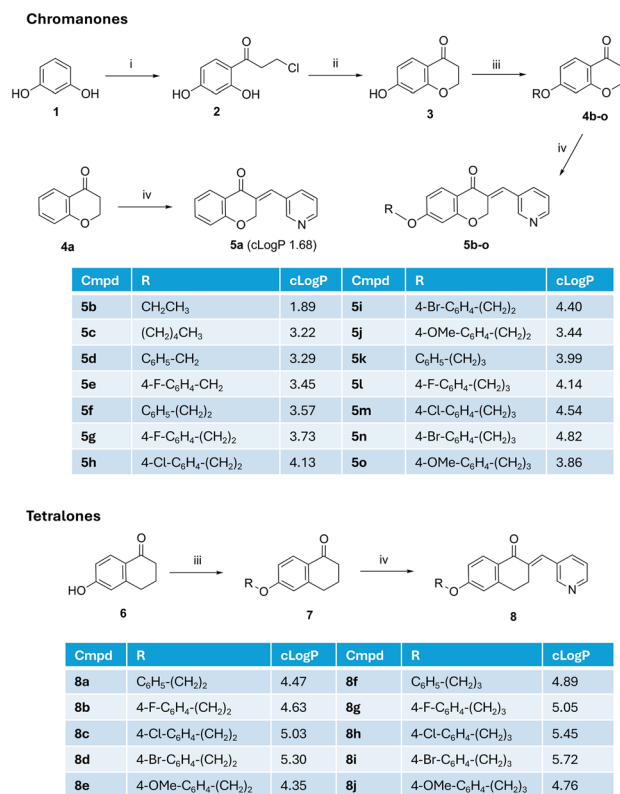 Chromanones
i
ii
iii
O
Cl
HO
OH
1
HO
OH
2
O
HO
O
3
O
R
O
O
4b-o
iv
O
O
4a
iv
O
O
N
5a (cLogP 1.68)
O
R
O
O
N
5b-o
Cmpd R cLogP Cmpd R cLogP
5b CH₂CH₃ 1.89 5i 4-Br-C₆H₄-(CH₂)₂ 4.40
5c (CH₂)₄CH₃ 3.22 5j 4-OMe-C₆H₄-(CH₂)₂ 3.44
5d C₆H₅-CH₂ 3.29 5k C₆H₅-(CH₂)₃ 3.99
5e 4-F-C₆H₄-CH₂ 3.45 5l 4-F-C₆H₄-(CH₂)₃ 4.14
5f C₆H₅-(CH₂)₂ 3.57 5m 4-Cl-C₆H₄-(CH₂)₃ 4.54
5g 4-F-C₆H₄-(CH₂)₂ 3.73 5n 4-Br-C₆H₄-(CH₂)₃ 4.82
5h 4-Cl-C₆H₄-(CH₂)₂ 4.13 5o 4-OMe-C₆H₄-(CH₂)₃ 3.86
Tetralones
O
HO
6
iii
O
R
O
7
iv
O
R
O
N
8
Cmpd R cLogP Cmpd R cLogP
8a C₆H₅-(CH₂)₂ 4.47 8f C₆H₅-(CH₂)₃ 4.89
8b 4-F-C₆H₄-(CH₂)₂ 4.63 8g 4-F-C₆H₄-(CH₂)₃ 5.05
8c 4-Cl-C₆H₄-(CH₂)₂ 5.03 8h 4-Cl-C₆H₄-(CH₂)₃ 5.45
8d 4-Br-C₆H₄-(CH₂)₂ 5.30 8i 4-Br-C₆H₄-(CH₂)₃ 5.72
8e 4-OMe-C₆H₄-(CH₂)₂ 4.35 8j 4-OMe-C₆H₄-(CH₂)₃ 4.76